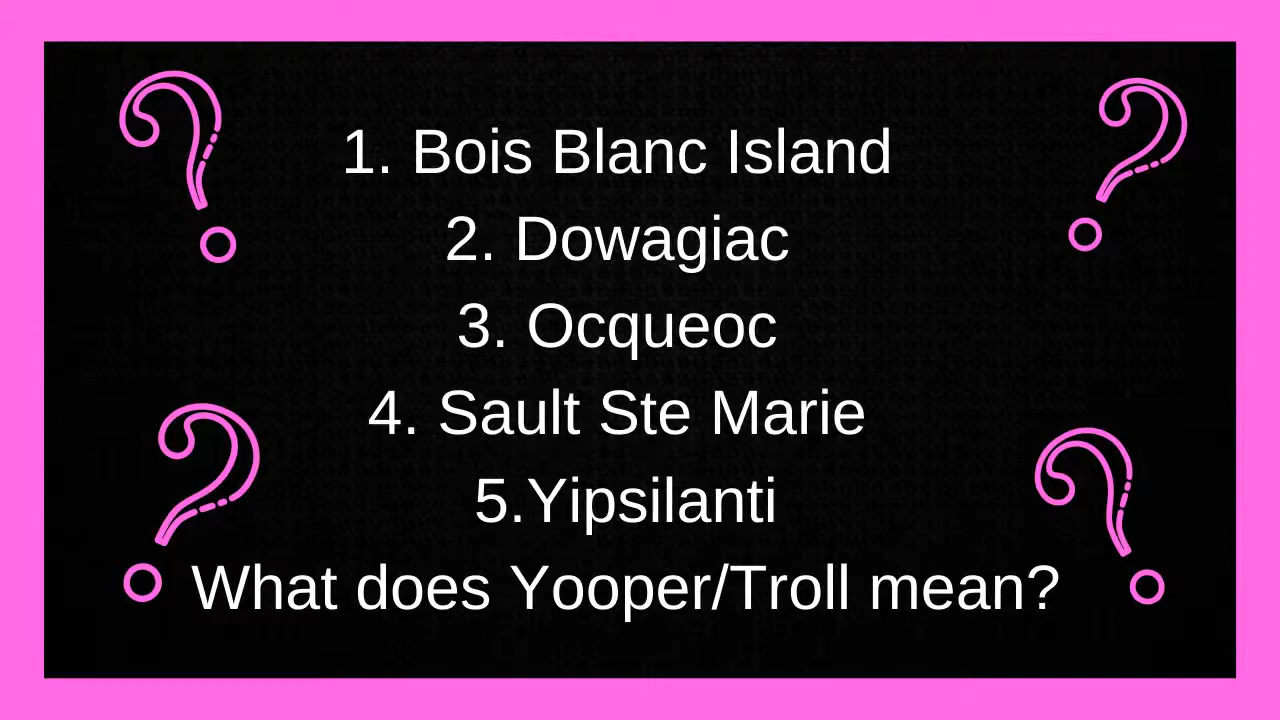 1. Bois Blanc Island
2. Dowagiac
3. Ocqueoc
4. Sault Ste Marie
5.Yipsilanti
What does Yooper/Troll mean?